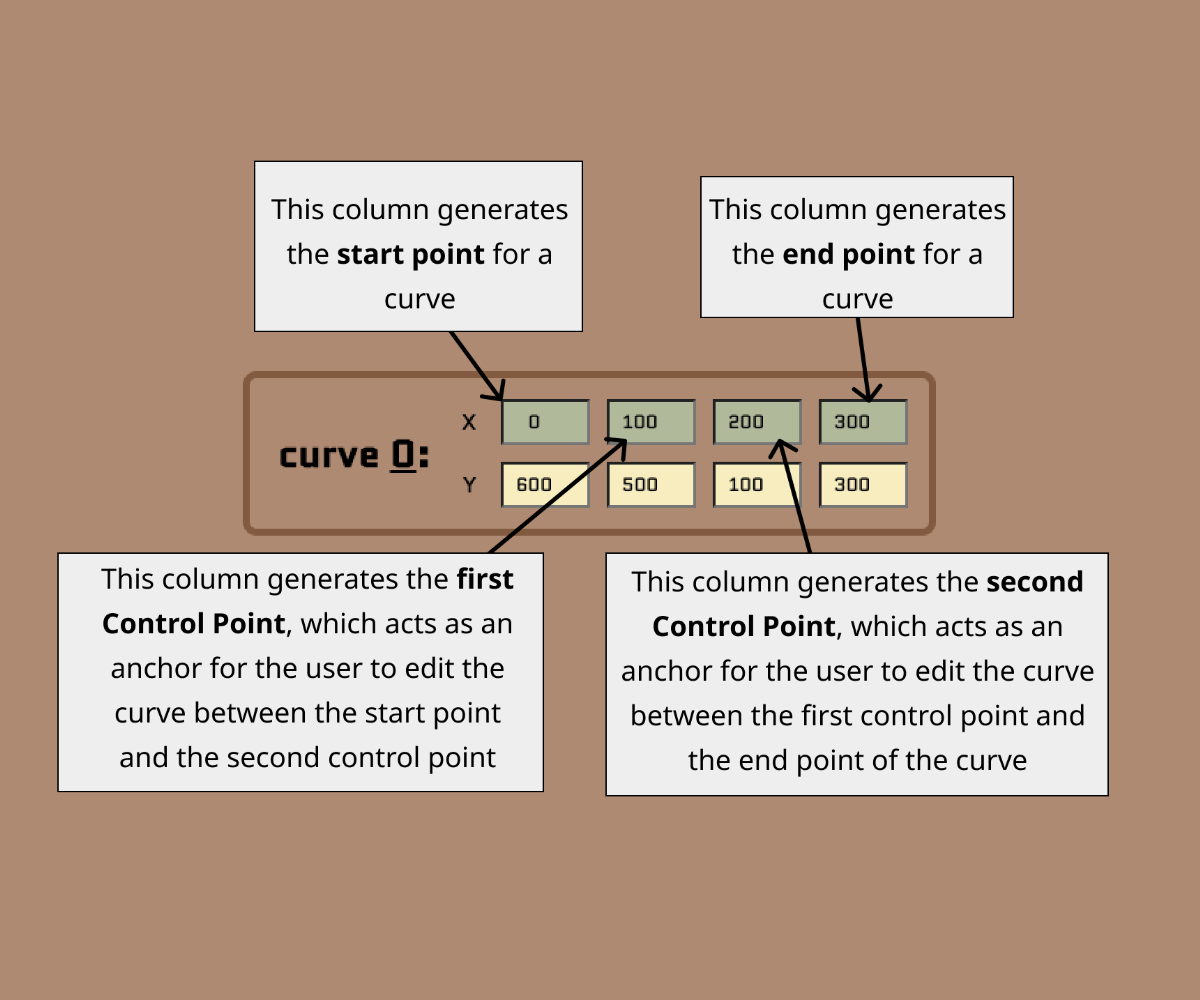 This column generates
the start point for a
curve
This column generates
the end point for a
curve
curve 0:
X 0 100 200 300
Y 600 500 100 300
This column generates the first
Control Point, which acts as an
anchor for the user to edit the
curve between the start point
and the second control point
This column generates the second
Control Point, which acts as an
anchor for the user to edit the curve
between the first control point and
the end point of the curve